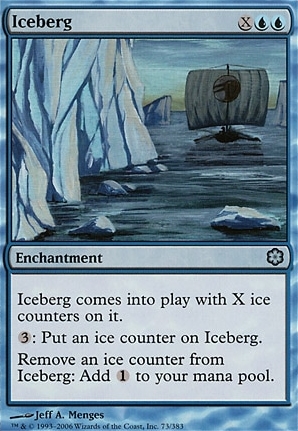 Iceberg X
Enchantment
Iceberg comes into play with X ice
counters on it.
3: Put an ice counter on Iceberg.
Remove an ice counter from
Iceberg: Add 1 to your mana pool.
Jeff A. Menges
™ & © 1993–2006 Wizards of the Coast, Inc. 73/383